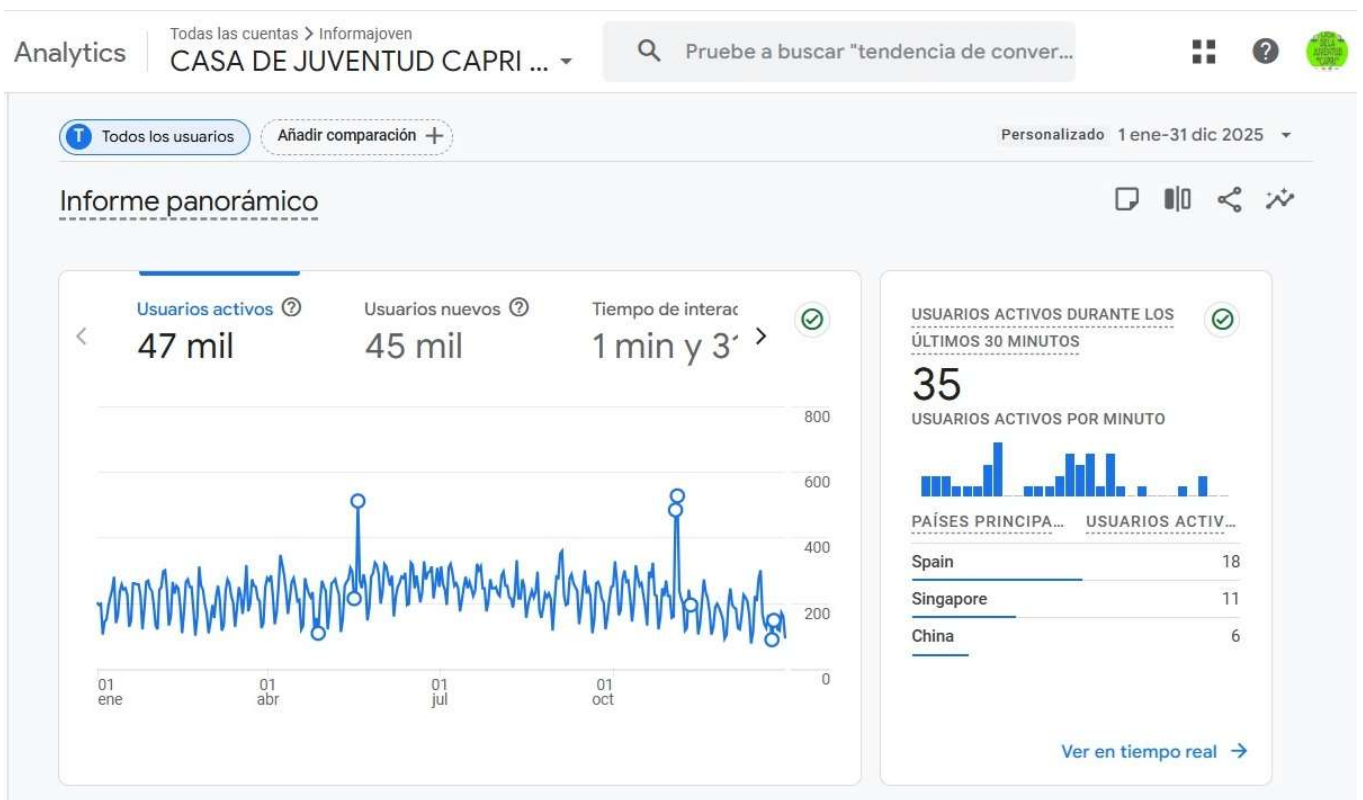 Analytics
Todas las cuentas > Informajoven
CASA DE JUVENTUD CAPRI ...
Pruebe a buscar "tendencia de conver...
T Todos los usuarios
Añadir comparación +
Personalizado 1 ene-31 dic 2025
Informe panorámico
Usuarios activos
47 mil
Usuarios nuevos
45 mil
Tiempo de interac
1 min y 3
800
600
400
200
0
01 ene
01 abr
01 jul
01 oct
USUARIOS ACTIVOS DURANTE LOS
ÚLTIMOS 30 MINUTOS
35
USUARIOS ACTIVOS POR MINUTO
PAÍSES PRINCIPA... USUARIOS ACTIV...
Spain 18
Singapore 11
China 6
Ver en tiempo real →